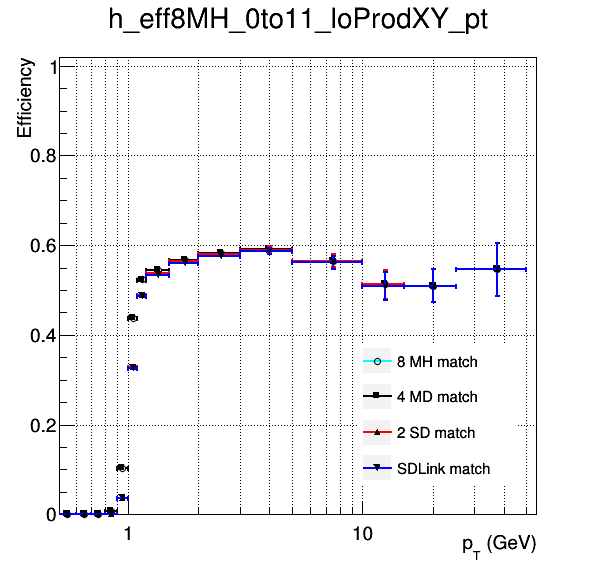 h_eff8MH_0to11_loProdXY_pt
Efficiency
1
0.8
0.6
0.4
0.2
0
8 MH match
4 MD match
2 SD match
SDLink match
1
10
p_T (GeV)